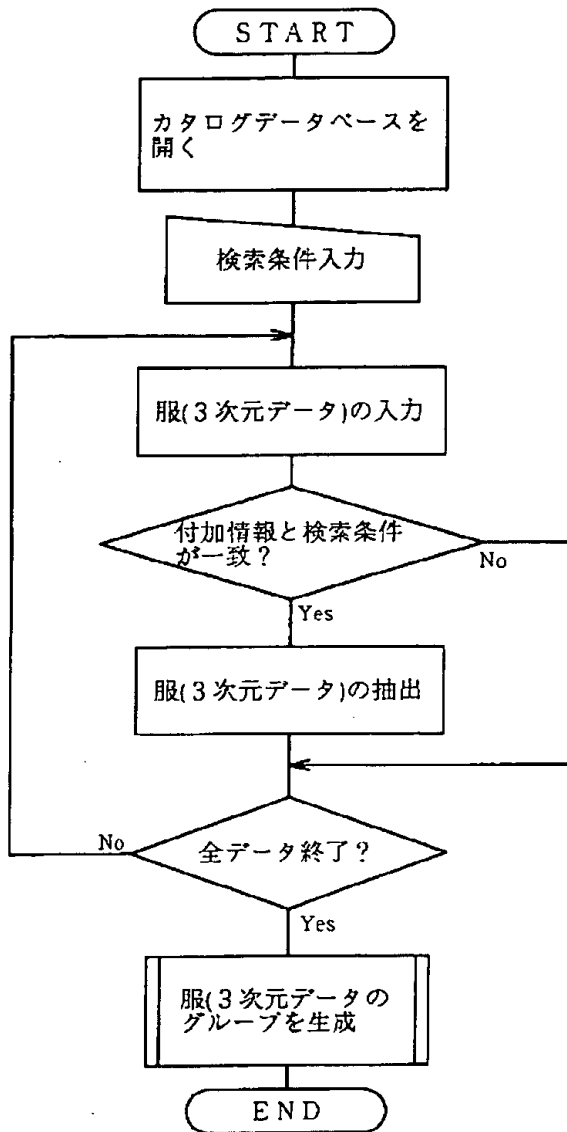 START
カタログデータベースを
開く
検索条件入力
服(3次元データ)の入力
付加情報と検索条件
が一致?
No
Yes
服(3次元データ)の抽出
No
全データ終了?
Yes
服(3次元データの
グループを生成
END